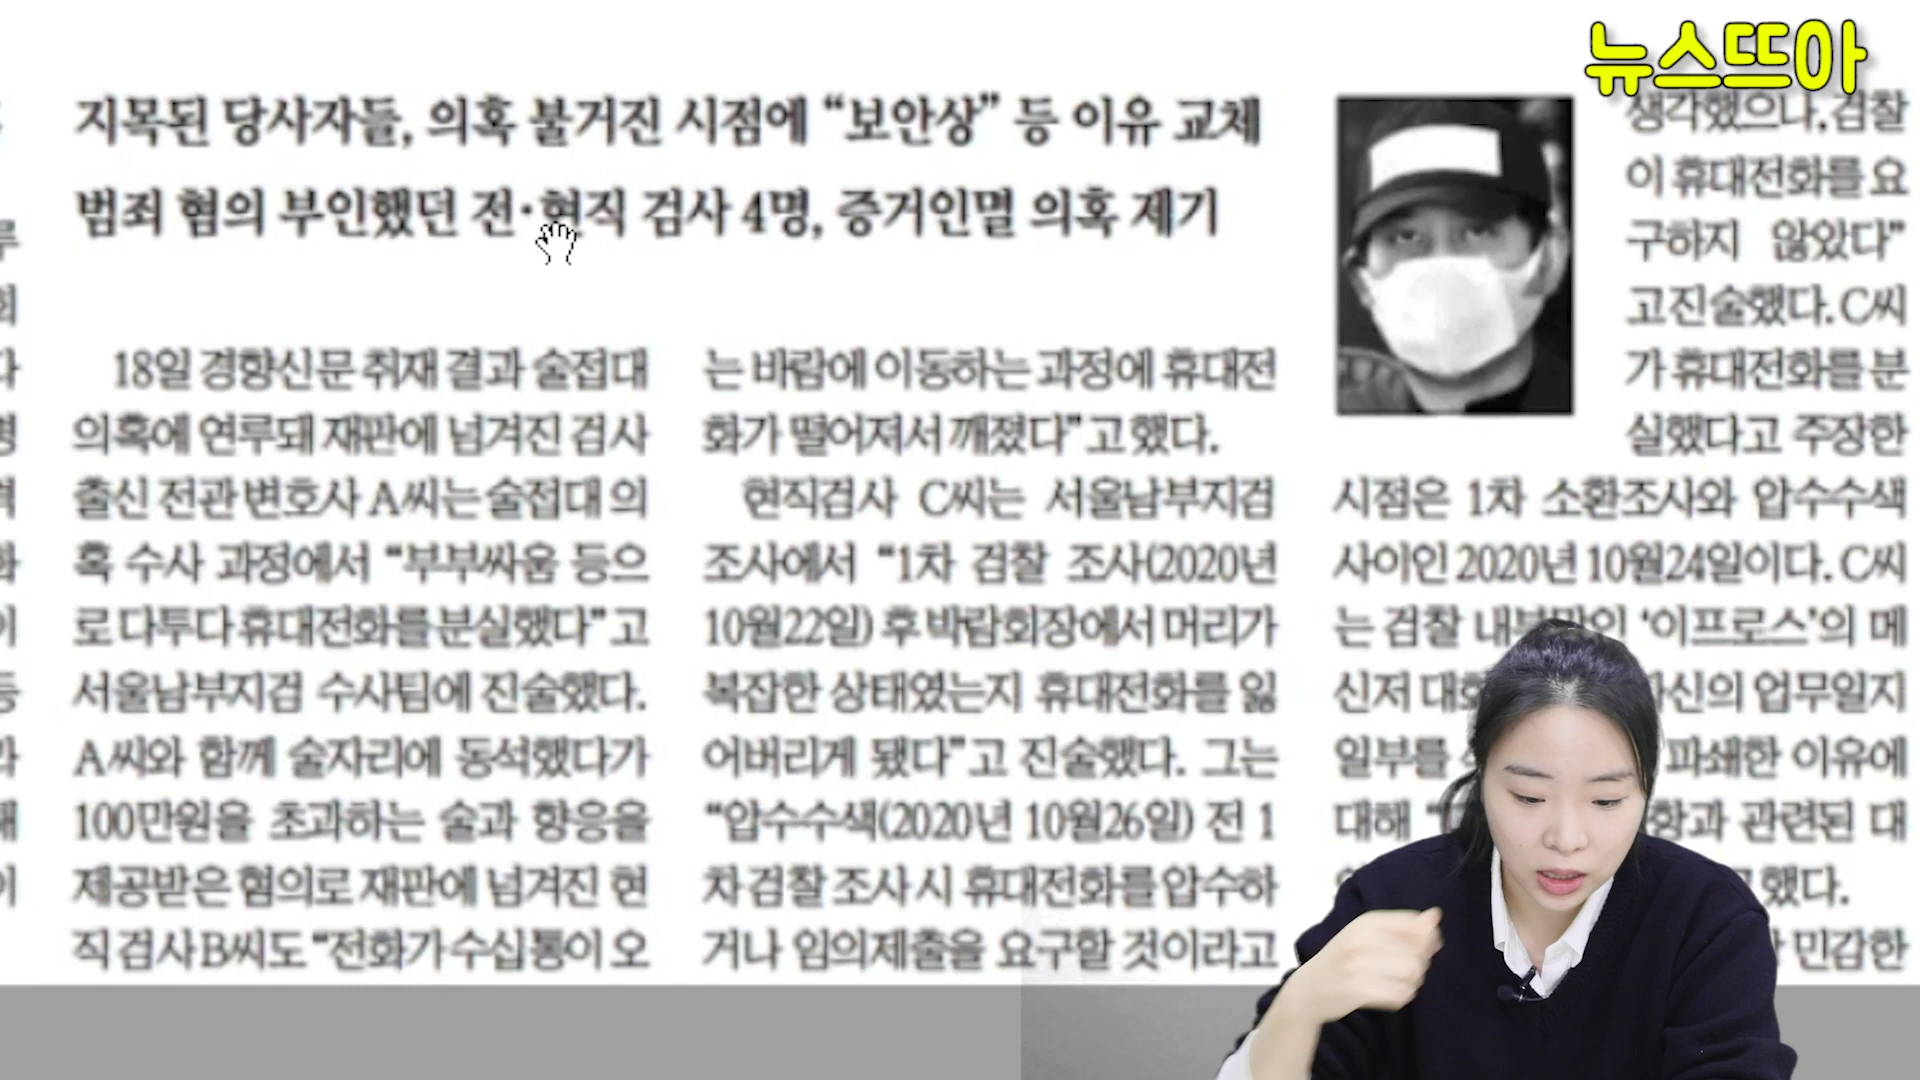 뉴스뜨아
지목된 당사자들, 의혹 불거진 시점에 “보안상” 등 이유 교체
범죄 혐의 부인했던 전·현직 검사 4명, 증거인멸 의혹 제기
18일 경향신문 취재 결과 술접대
의혹에 연루돼 재판에 넘겨진 검사
출신 전관 변호사 A씨는 술접대 의
혹 수사 과정에서 “부부싸움 등으
로 다투다 휴대전화를 분실했다”고
서울남부지검 수사팀에 진술했다.
A씨와 함께 술자리에 동석했다가
100만원을 초과하는 술과 향응을
제공받은 혐의로 재판에 넘겨진 현
직 검사 B씨도 “전화가 수십통이 오
는 바람에 이동하는 과정에 휴대전
화가 떨어져서 깨졌다”고 했다.
현직검사 C씨는 서울남부지검
조사에서 “1차 검찰 조사(2020년
10월22일) 후 박람회장에서 머리가
복잡한 상태였는지 휴대전화를 잃
어버리게 됐다”고 진술했다. 그는
“압수수색(2020년 10월26일) 전 1
차 검찰 조사 시 휴대전화를 압수하
거나 임의제출을 요구할 것이라고
생각했으나, 검찰
이 휴대전화를 요
구하지 않았다”
고 진술했다. C씨
가 휴대전화를 분
실했다고 주장한
시점은 1차 소환조사와 압수수색
사이인 2020년 10월24일이다. C씨
는 검찰 내부망인 ‘이프로스’의 메
신저 대화 자신의 업무일지
일부를 파쇄한 이유에
대해 관련된 대
했다.
민감한